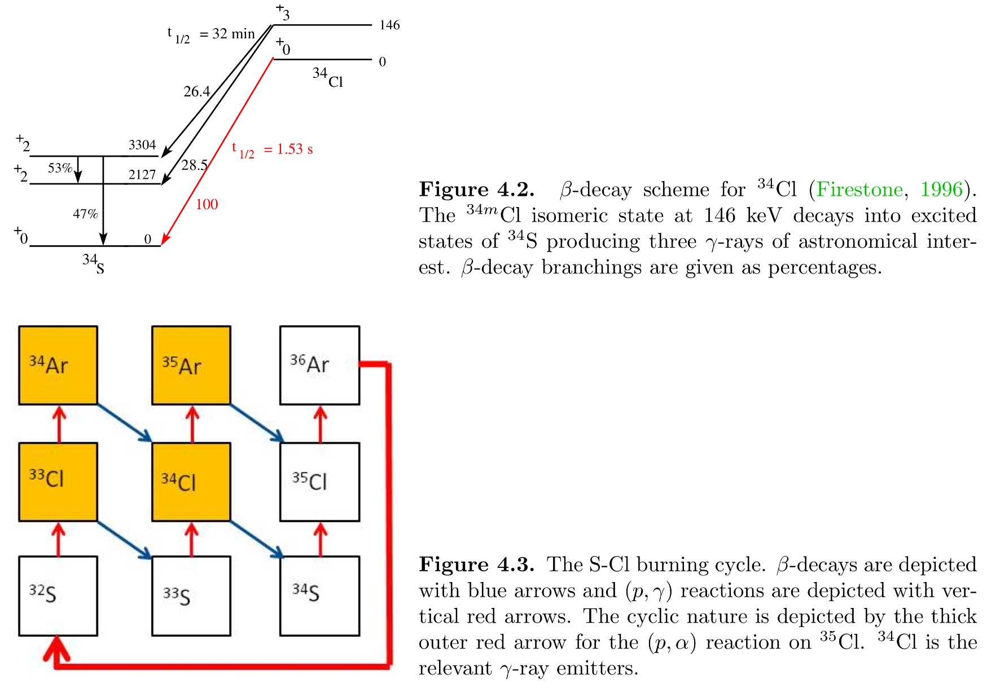 +3
146
t 1/2 = 32 min
+0
0
34Cl
26.4
+2
3304
t 1/2 = 1.53 s
53%
28.5
+2
2127
100
47%
+0
0
34S
Figure 4.2. β-decay scheme for 34Cl (Firestone, 1996).
The 34mCl isomeric state at 146 keV decays into excited
states of 34S producing three γ-rays of astronomical inter-
est. β-decay branchings are given as percentages.
34Ar
35Ar
36Ar
33Cl
34Cl
35Cl
32S
33S
34S
Figure 4.3. The S-Cl burning cycle. β-decays are depicted
with blue arrows and (p, γ) reactions are depicted with ver-
tical red arrows. The cyclic nature is depicted by the thick
outer red arrow for the (p, α) reaction on 35Cl. 34Cl is the
relevant γ-ray emitters.